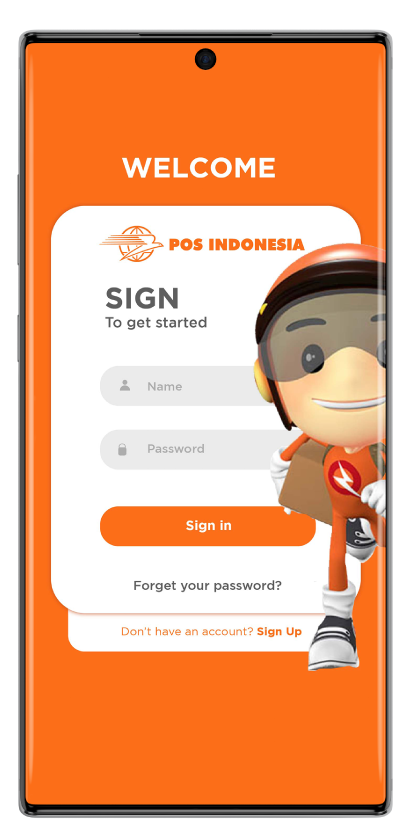 WELCOME
POS INDONESIA
SIGN
To get started
Name
Password
Sign in
Forget your password?
Don't have an account? Sign Up